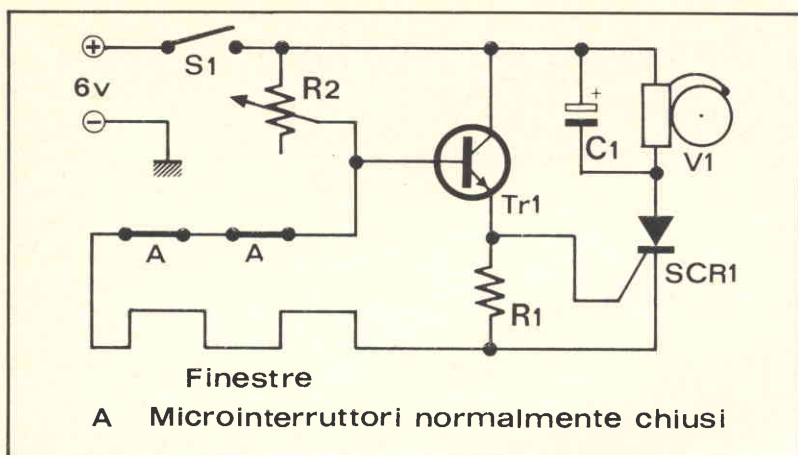 +
S1
6v
−
R2
+
C1
V1
Tr1
A A
SCR1
R1
Finestre
A Microinterruttori normalmente chiusi